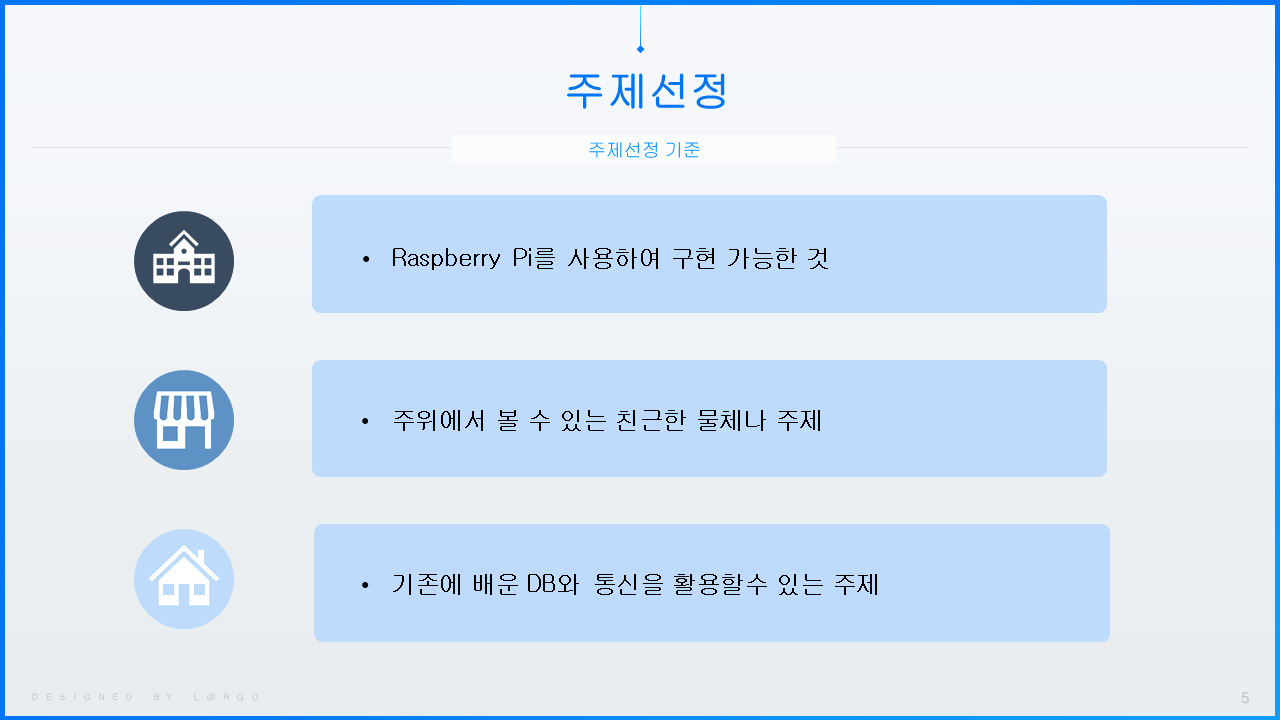 주제선정
주제선정 기준
• Raspberry Pi를 사용하여 구현 가능한 것
• 주위에서 볼 수 있는 친근한 물체나 주제
• 기존에 배운 DB와 통신을 활용할수 있는 주제
DESIGNED BY L@RGO
5